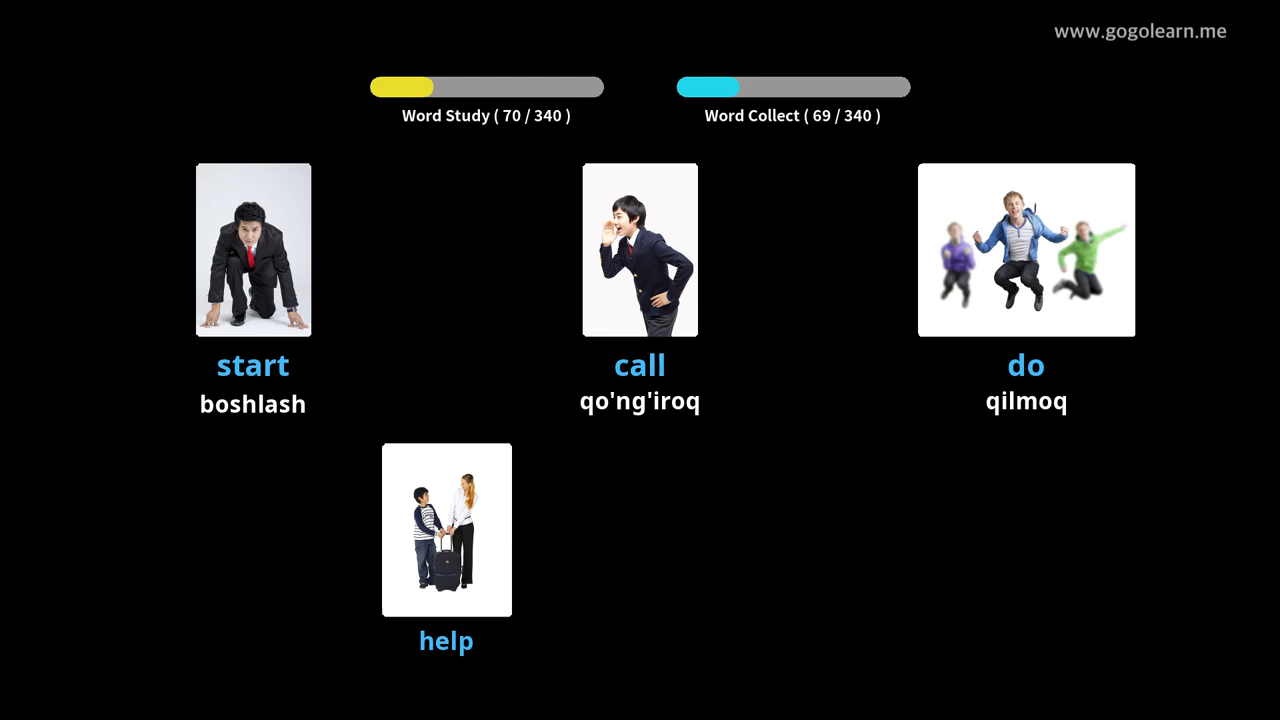 www.gogolearn.me
Word Study ( 70 / 340 )
Word Collect ( 69 / 340 )
start
call
do
boshlash
qo'ng'iroq
qilmoq
help